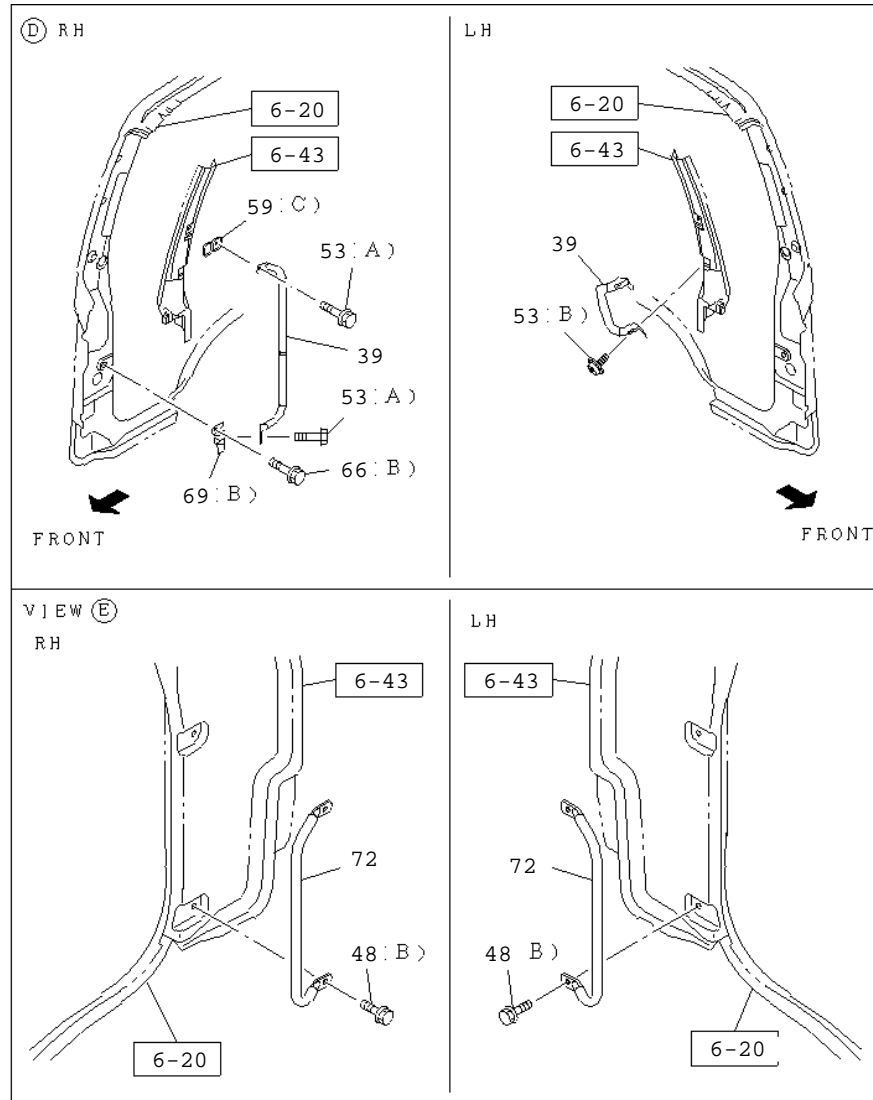 D RH
6-20
6-43
59(C)
53(A)
39
53(A)
66(B)
69(B)
FRONT
LH
6-20
6-43
39
53(B)
FRONT
VIEW E
RH
6-43
72
48(B)
6-20
LH
6-43
72
48 B)
6-20